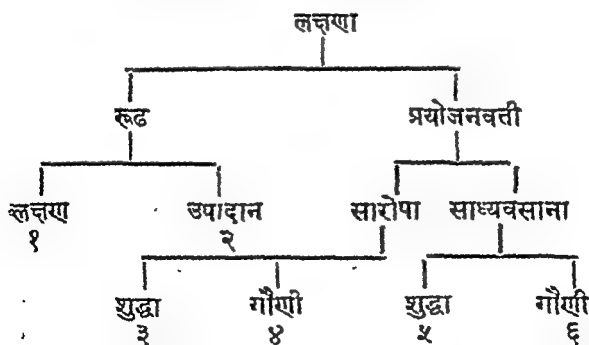 लक्षणा
रूढ प्रयोजनवती
लक्षण उपादान सारोपा साध्यवसाना
१ २
शुद्धा गौणी शुद्धा गौणी
३ ४ ५ ६